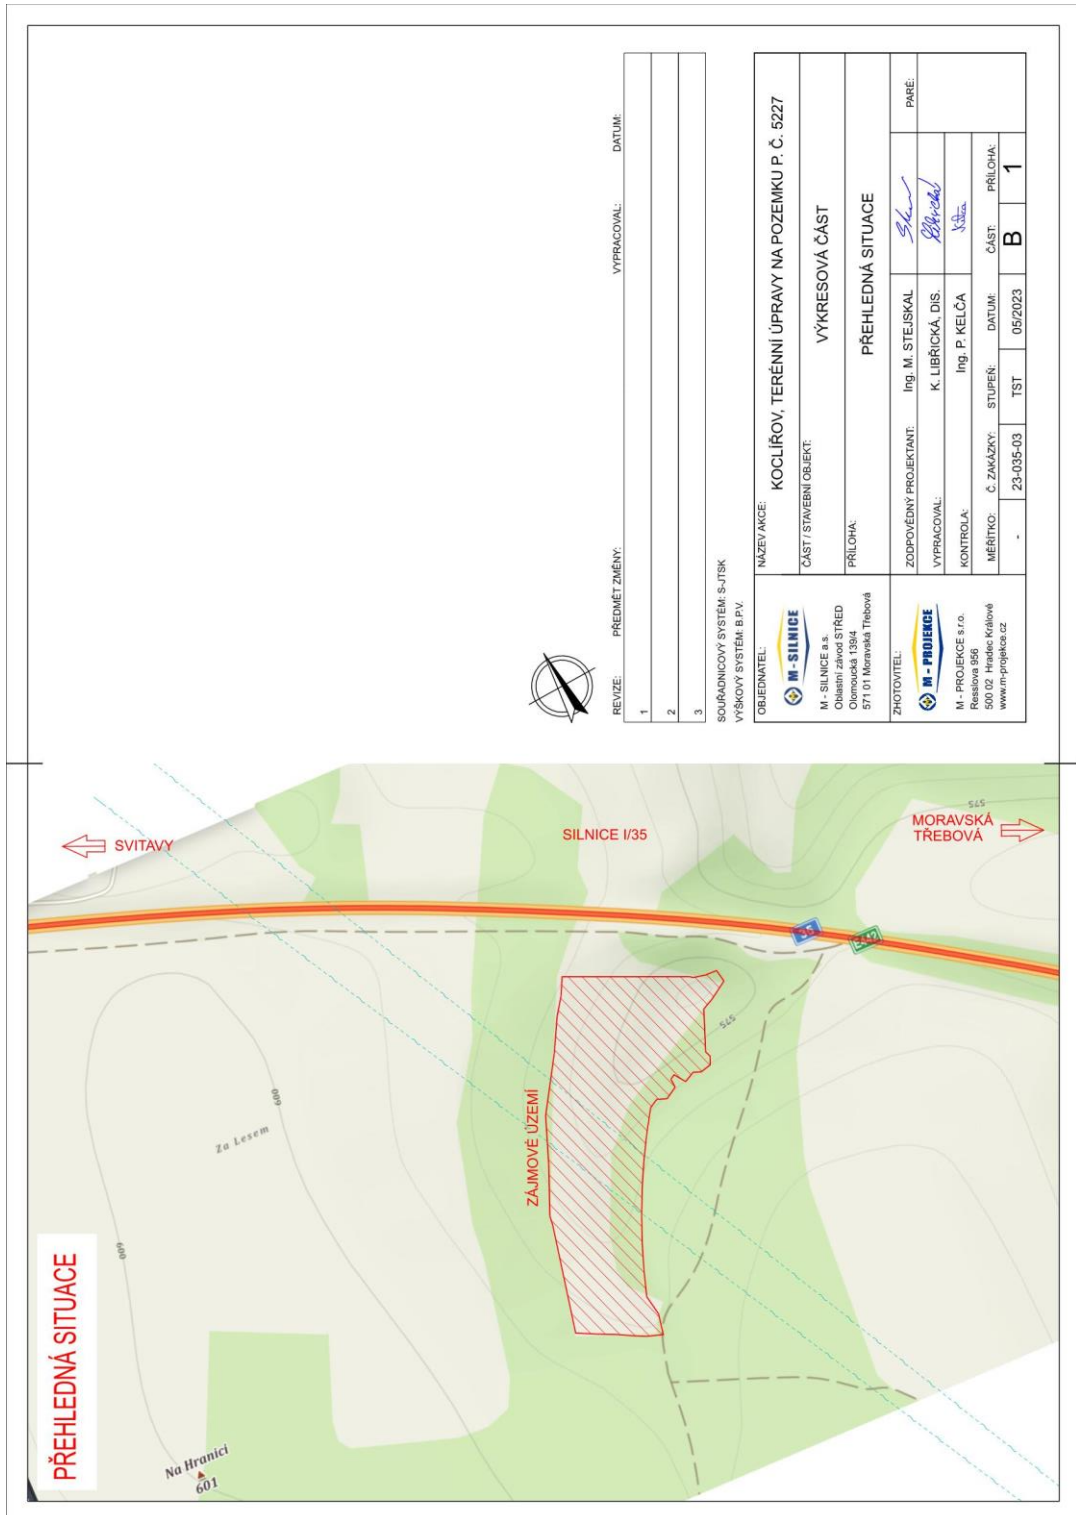 PŘEHLEDNÁ SITUACE
Na Hranici
601
600
Za Lesem
600
ZÁJMOVÉ ÚZEMÍ
575
SVITAVY
SILNICE I/35
MORAVSKÁ
TŘEBOVÁ
575
REVIZE: PŘEDMĚT ZMĚNY: VYPRACOVAL: DATUM:
1
2
3
SOUŘADNICOVÝ SYSTÉM: S-JTSK
VÝŠKOVÝ SYSTÉM: B.P.V.
OBJEDNATEL:
M - SILNICE
M - SILNICE a.s.
Oblastní závod STŘED
Olomoucká 139/4
571 01 Moravská Třebová
ZHOTOVITEL:
M - PROJEKCE
M - PROJEKCE s.r.o.
Resslova 956
500 02 Hradec Králové
www.m-projekce.cz
NÁZEV AKCE:
KOCLÍŘOV, TERÉNNÍ ÚPRAVY NA POZEMKU P. Č. 5227
ČÁST / STAVEBNÍ OBJEKT:
VÝKRESOVÁ ČÁST
PŘÍLOHA:
PŘEHLEDNÁ SITUACE
ZODPOVĚDNÝ PROJEKTANT: Ing. M. STEJSKAL PARÉ:
VYPRACOVAL: K. LIBŘICKÁ, DiS.
KONTROLA: Ing. P. KELČA
MĚŘÍTKO: Č. ZAKÁZKY: STUPEŇ: DATUM: ČÁST: PŘÍLOHA:
- 23-035-03 TST 05/2023 B 1